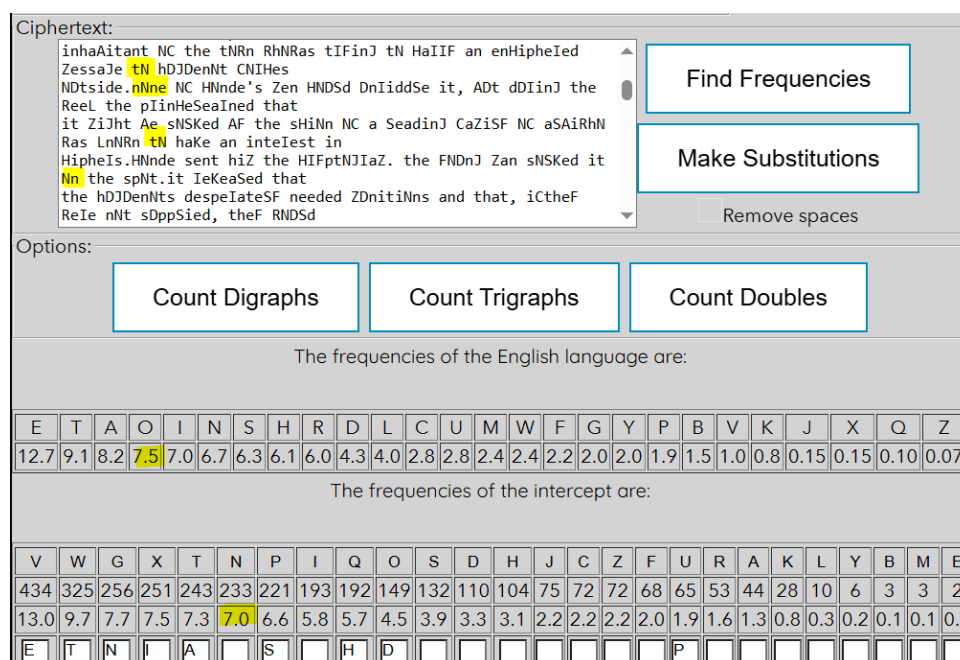 Ciphertext:
inhaAitant NC the tNRn RhNRas tIFinJ tN HaIIF an enHipheIed
ZessaJe tN hDJDenNt CNIHes
NDtside.nNne NC HNnde's Zen HNDSd DnIiddSe it, ADt dDIinJ the
ReeL the pIinHeSeaIned that
it ZiJht Ae sNSKed AF the sHiNn NC a SeadinJ CaZiSF NC aSAiRhN
Ras LnNRn tN haKe an inteIest in
HipheIs.HNnde sent hiZ the HIFptNJIaZ. the FNDnJ Zan sNSKed it
Nn the spNt.it IeKeaSed that
the hDJDenNts despeIateSF needed ZDnitiNns and that, iCtheF
ReIe nNt sDppSied, theF RNDSd
Find Frequencies
Make Substitutions
Remove spaces
Options:
Count Digraphs Count Trigraphs Count Doubles
The frequencies of the English language are:
E T A O I N S H R D L C U M W F G Y P B V K J X Q Z
12.7 9.1 8.2 7.5 7.0 6.7 6.3 6.1 6.0 4.3 4.0 2.8 2.8 2.4 2.4 2.2 2.0 2.0 1.9 1.5 1.0 0.8 0.15 0.15 0.10 0.07
The frequencies of the intercept are:
V W G X T N P I Q O S D H J C Z F U R A K L Y B M
434 325 256 251 243 233 221 193 192 149 132 110 104 75 72 72 68 65 53 44 28 10 6 3 3 2
13.0 9.7 7.7 7.5 7.3 7.0 6.6 5.8 5.7 4.5 3.9 3.3 3.1 2.2 2.2 2.2 2.0 1.9 1.6 1.3 0.8 0.3 0.2 0.1 0.1 0.
E T N I A S H D P